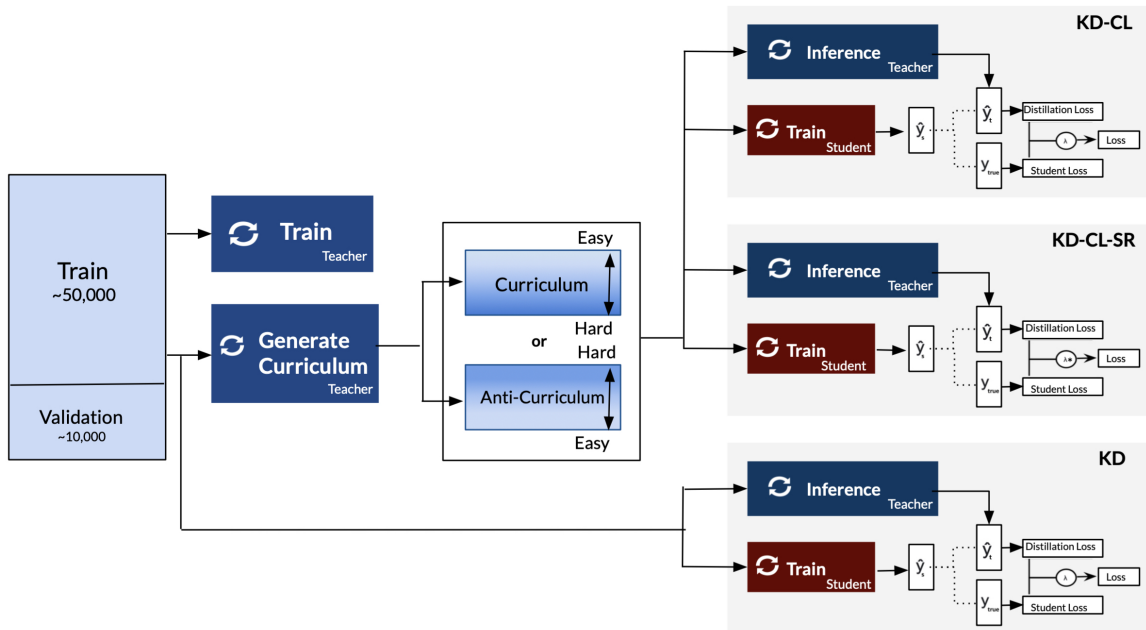 Train
~50,000
Validation
~10,000
Train
Teacher
Generate
Curriculum
Teacher
Easy
Curriculum
Hard
or
Hard
Anti-Curriculum
Easy
KD-CL
Inference
Teacher
Train
Student
ŷs
ŷt
ytrue
Distillation Loss
λ
Loss
Student Loss
KD-CL-SR
Inference
Teacher
Train
Student
ŷs
ŷt
ytrue
Distillation Loss
λ*
Loss
Student Loss
KD
Inference
Teacher
Train
Student
ŷs
ŷt
ytrue
Distillation Loss
λ
Loss
Student Loss